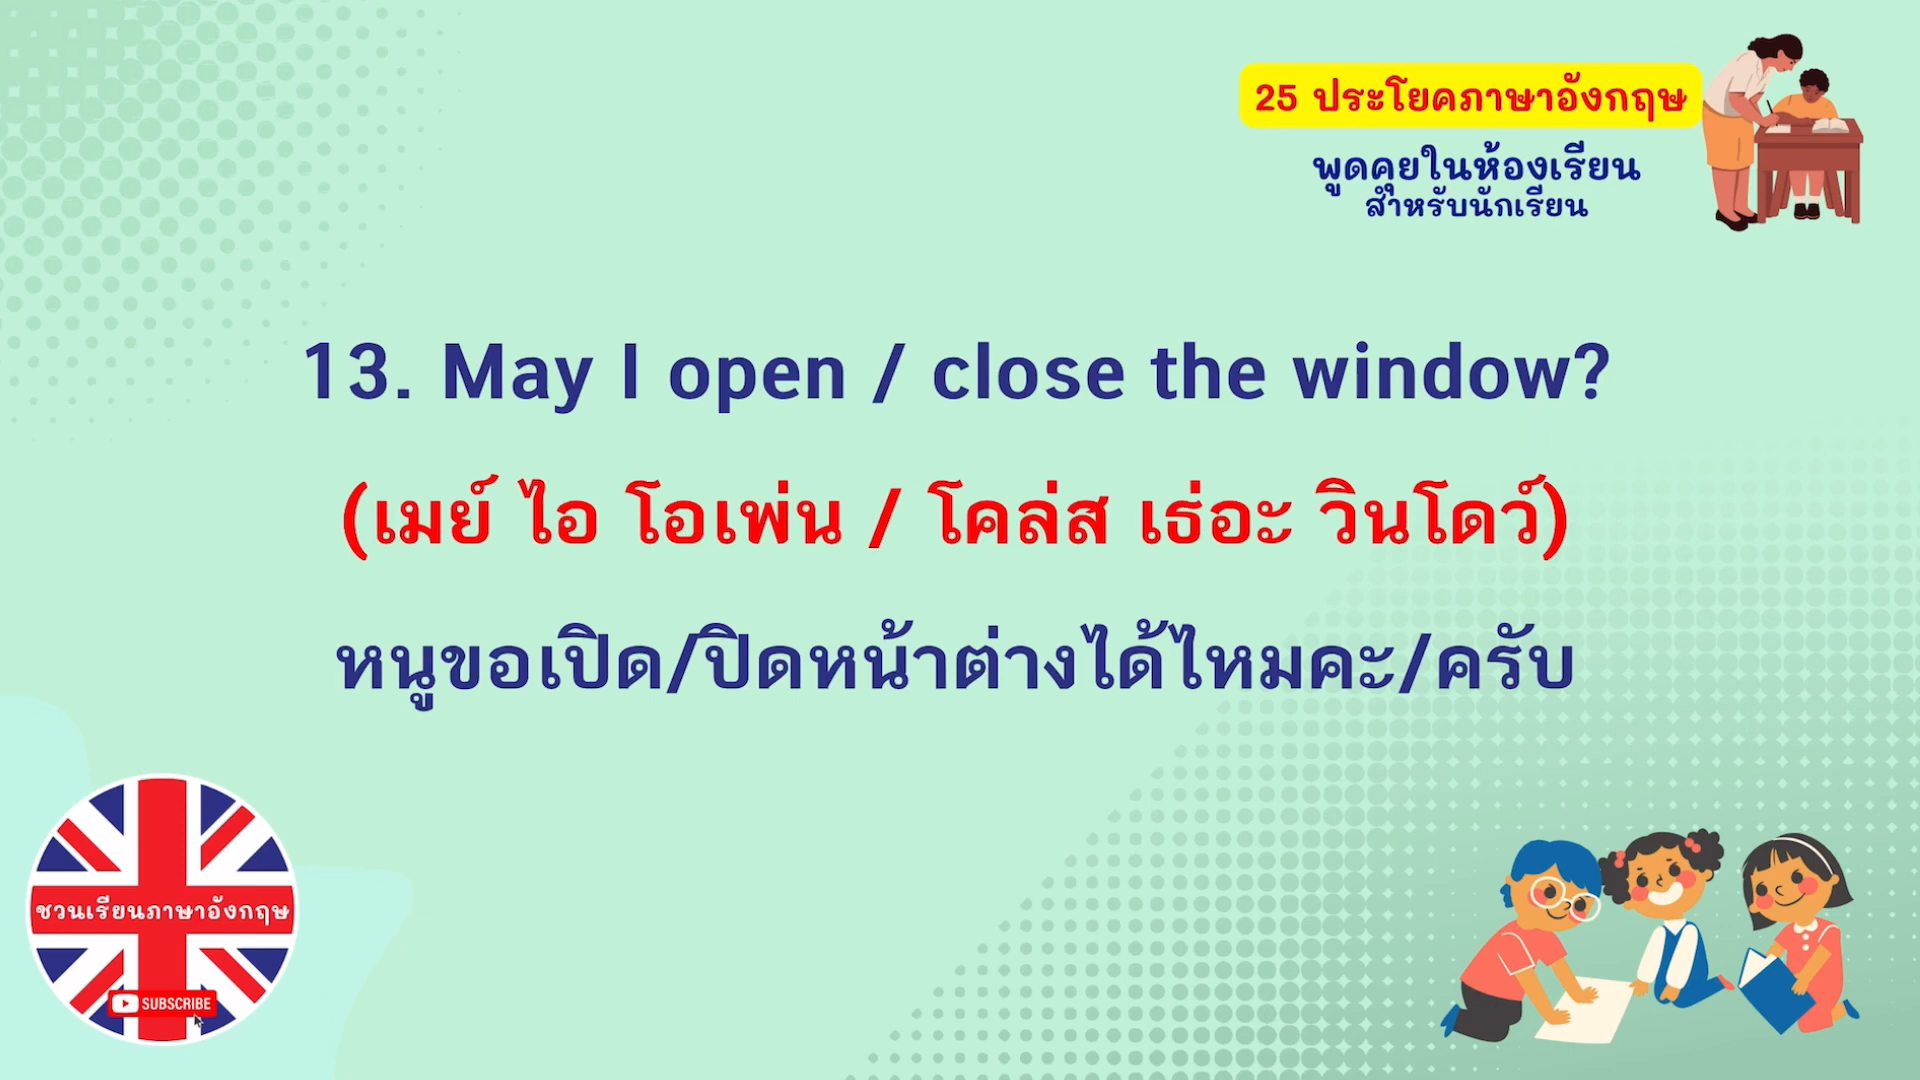 25 ประโยคภาษาอังกฤษ
พูดคุยในห้องเรียน
สำหรับนักเรียน
13. May I open / close the window?
(เมย์ ไอ โอเพ่น / โคล่ส เธ่อะ วินโดว์)
หนูขอเปิด/ปิดหน้าต่างได้ไหมคะ/ครับ
ชวนเรียนภาษาอังกฤษ
SUBSCRIBE